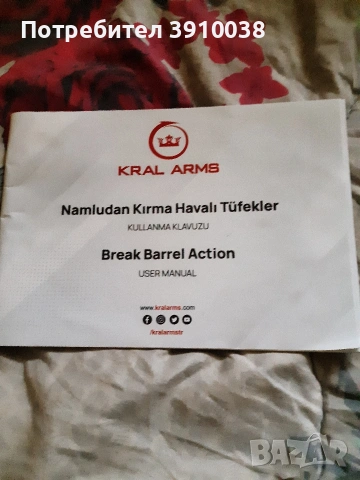 Потребител 3910038
KRAL ARMS
Namludan Kırma Havalı Tüfekler
KULLANMA KLAVUZU
Break Barrel Action
USER MANUAL
www.kralarms.com
/kralarmstr
BAZAR